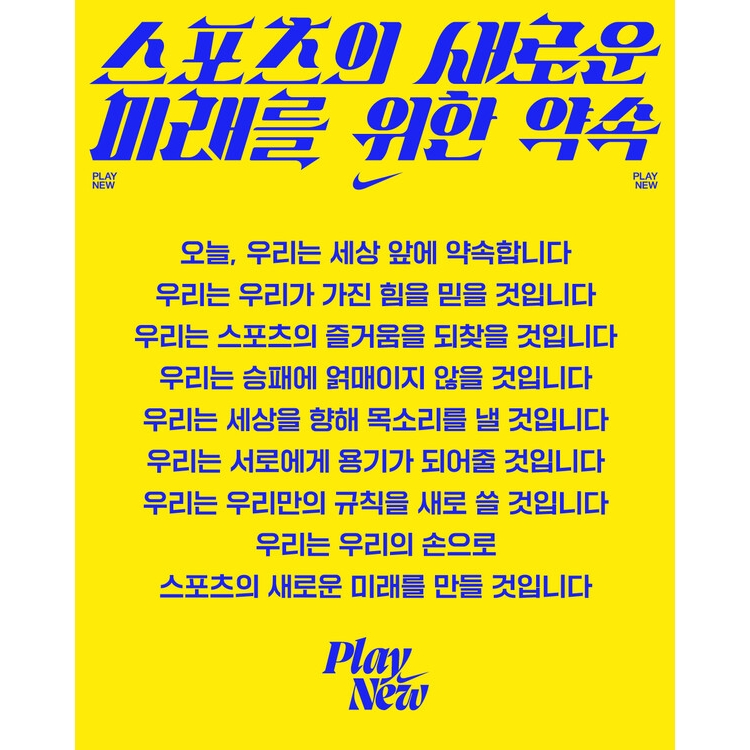 스포츠의 새로운
미래를 위한 약속
PLAY
NEW
PLAY
NEW
오늘, 우리는 세상 앞에 약속합니다
우리는 우리가 가진 힘을 믿을 것입니다
우리는 스포츠의 즐거움을 되찾을 것입니다
우리는 승패에 얽매이지 않을 것입니다
우리는 세상을 향해 목소리를 낼 것입니다
우리는 서로에게 용기가 되어줄 것입니다
우리는 우리만의 규칙을 새로 쓸 것입니다
우리는 우리의 손으로
스포츠의 새로운 미래를 만들 것입니다
Play
New